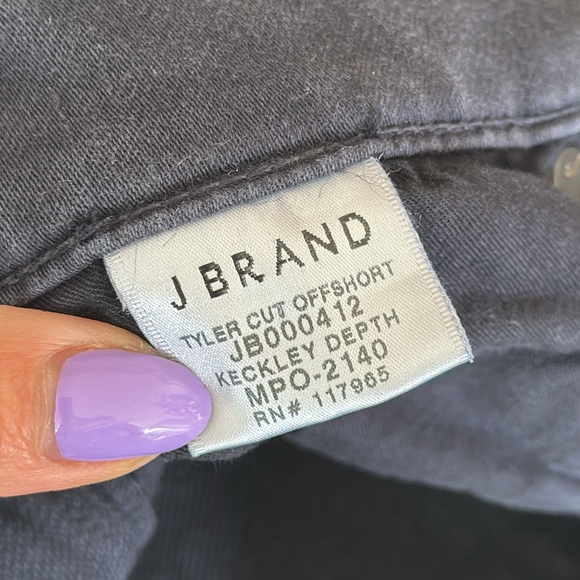 J BRAND
TYLER CUT OFFSHORT
JB000412
KECKLEY DEPTH
MPO-2140
RN# 117965